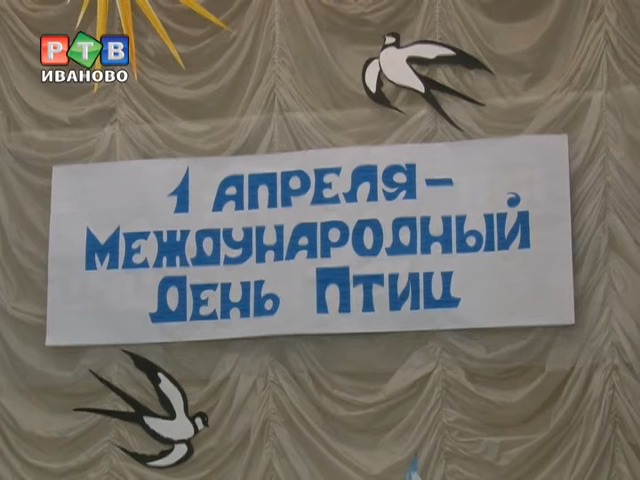 РТВ
ИВАНОВО
1 АПРЕЛЯ –
МЕЖДУНАРОДНЫЙ
ДЕНЬ ПТИЦ